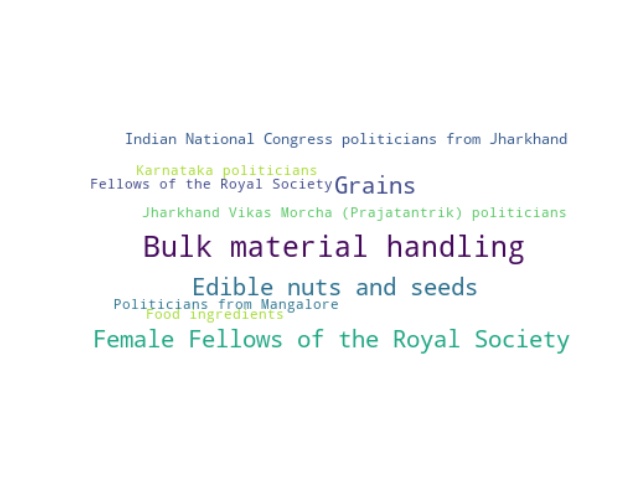 Indian National Congress politicians from Jharkhand
Karnataka politicians
Fellows of the Royal Society
Grains
Jharkhand Vikas Morcha (Prajatantrik) politicians
Bulk material handling
Edible nuts and seeds
Politicians from Mangalore
Food ingredients
Female Fellows of the Royal Society